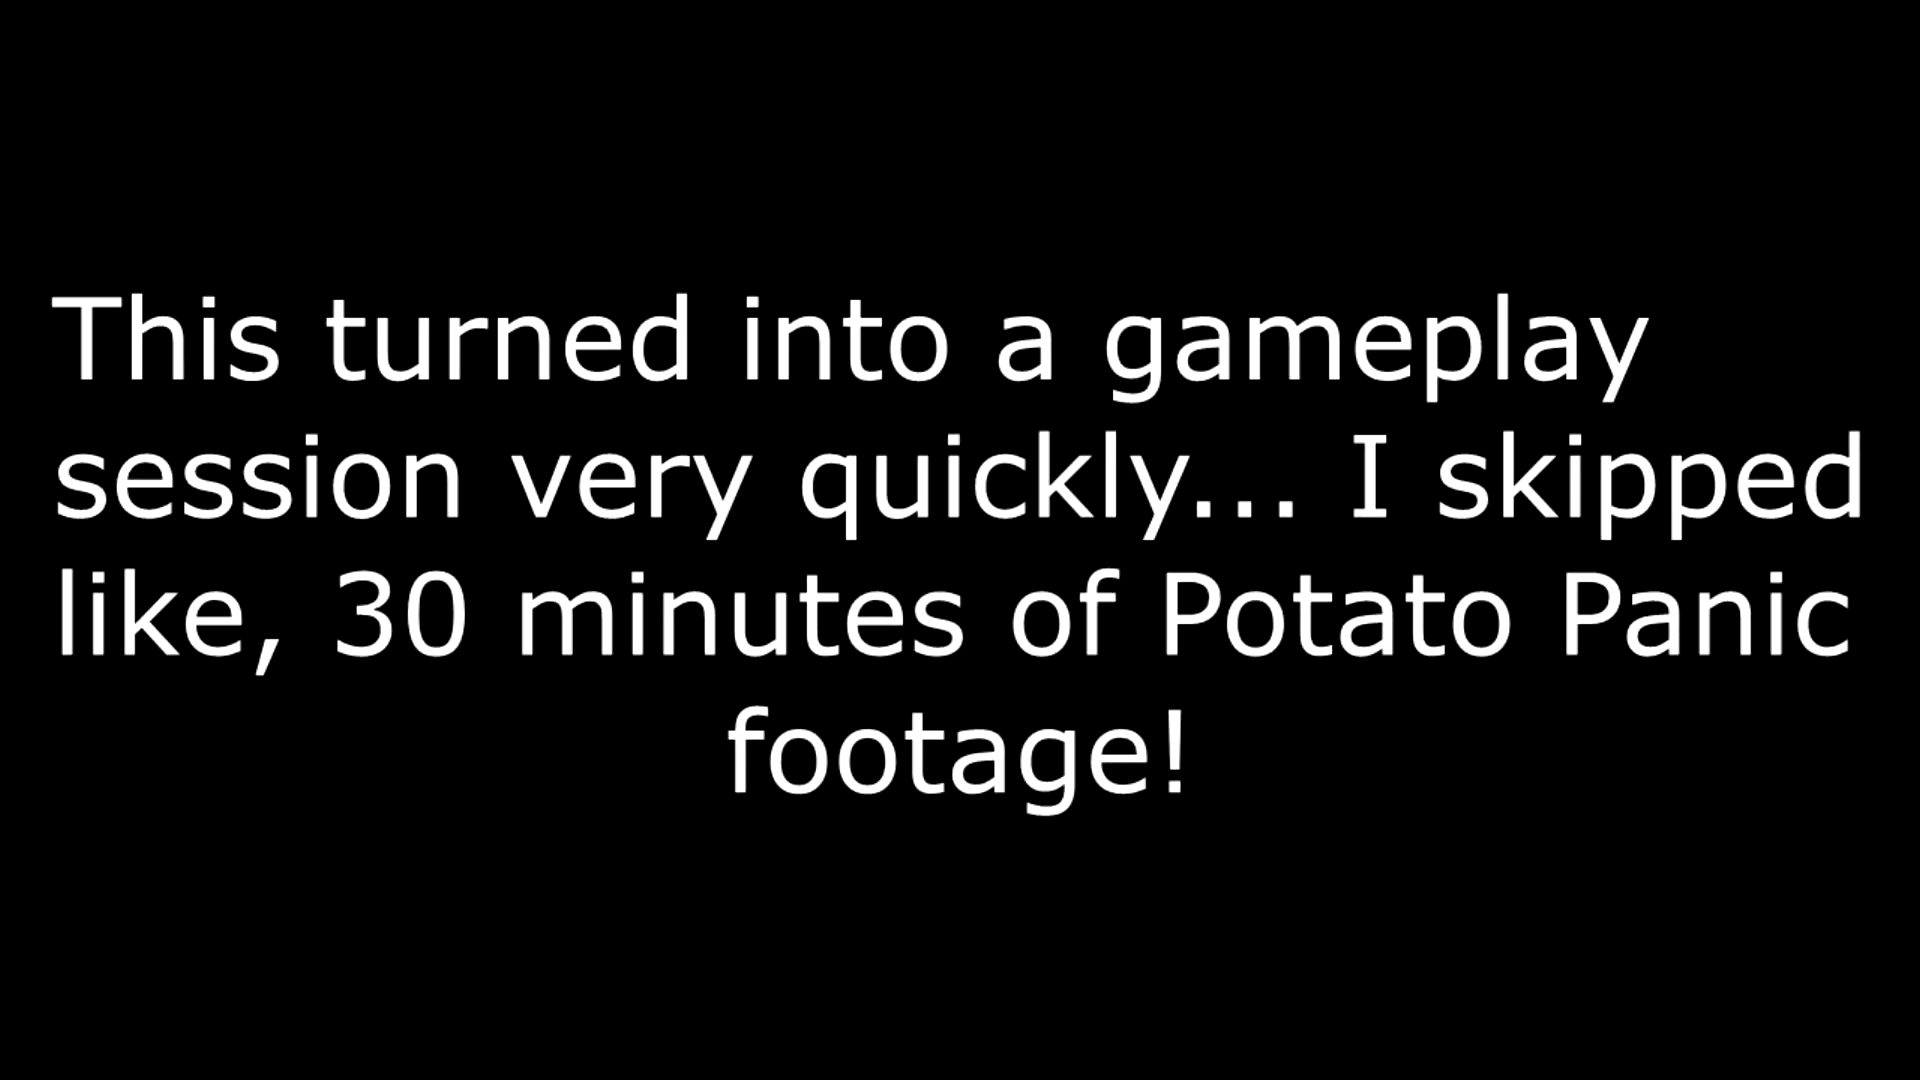 This turned into a gameplay
session very quickly... I skipped
like, 30 minutes of Potato Panic
footage!